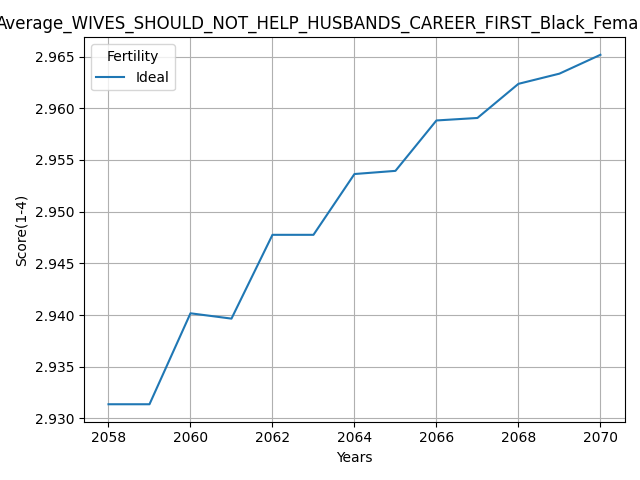 Average_WIVES_SHOULD_NOT_HELP_HUSBANDS_CAREER_FIRST_Black_Fema
Fertility
Ideal
2.965
2.960
2.955
2.950
2.945
2.940
2.935
2.930
Score(1-4)
2058 2060 2062 2064 2066 2068 2070
Years